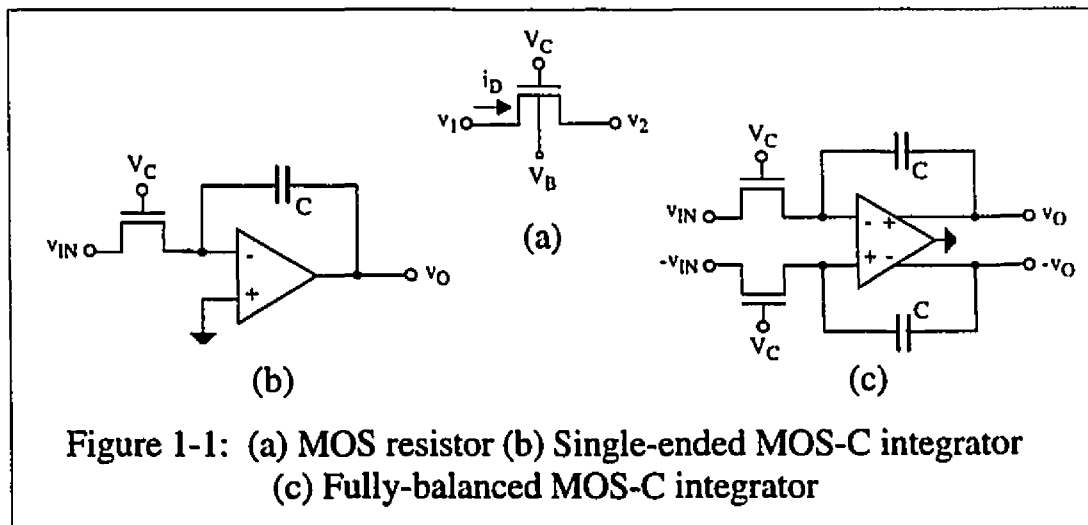 V_C
i_D
v_1
v_2
V_B
(a)
V_C
C
v_IN
-
+
v_O
(b)
V_C
C
v_IN
- +
v_O
-v_IN
+ -
-v_O
C
V_C
(c)
Figure 1-1: (a) MOS resistor (b) Single-ended MOS-C integrator
(c) Fully-balanced MOS-C integrator